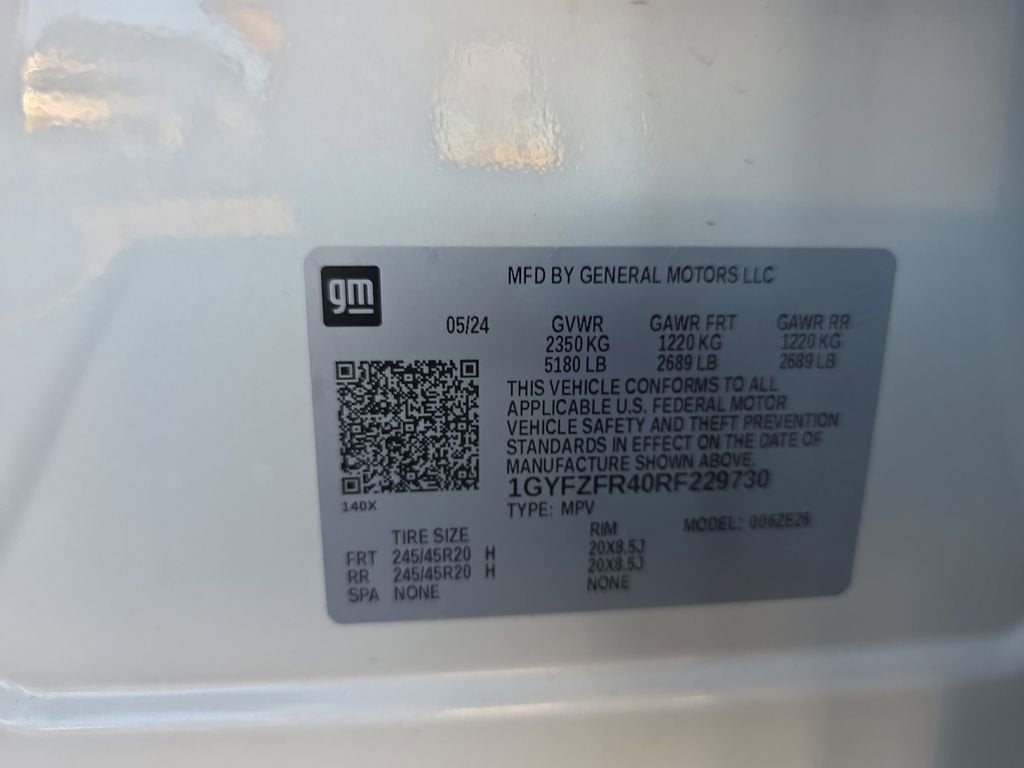 gm
MFD BY GENERAL MOTORS LLC
05/24
GVWR GAWR FRT GAWR RR
2350 KG 1220 KG 1220 KG
5180 LB 2689 LB 2689 LB
THIS VEHICLE CONFORMS TO ALL
APPLICABLE U.S. FEDERAL MOTOR
VEHICLE SAFETY AND THEFT PREVENTION
STANDARDS IN EFFECT ON THE DATE OF
MANUFACTURE SHOWN ABOVE.
1GYFZFR40RF229730
140X
TYPE: MPV
MODEL: 006ZE26
TIRE SIZE RIM
FRT 245/45R20 H 20X8.5J
RR 245/45R20 H 20X8.5J
SPA NONE NONE